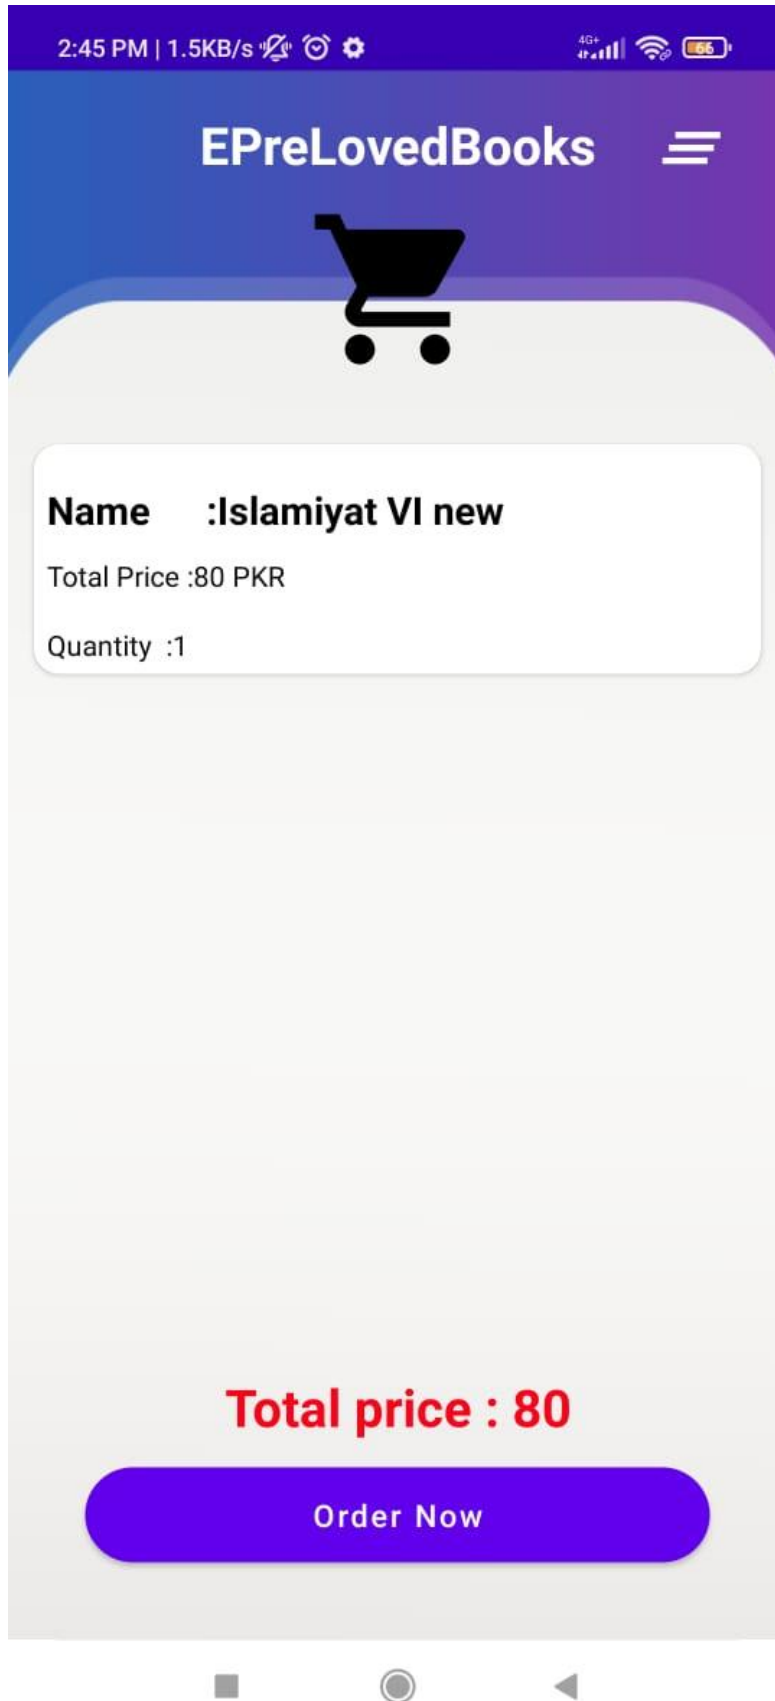 2:45 PM | 1.5KB/s 4G+ 66
EPreLovedBooks
Name :Islamiyat VI new
Total Price :80 PKR
Quantity :1
Total price : 80
Order Now